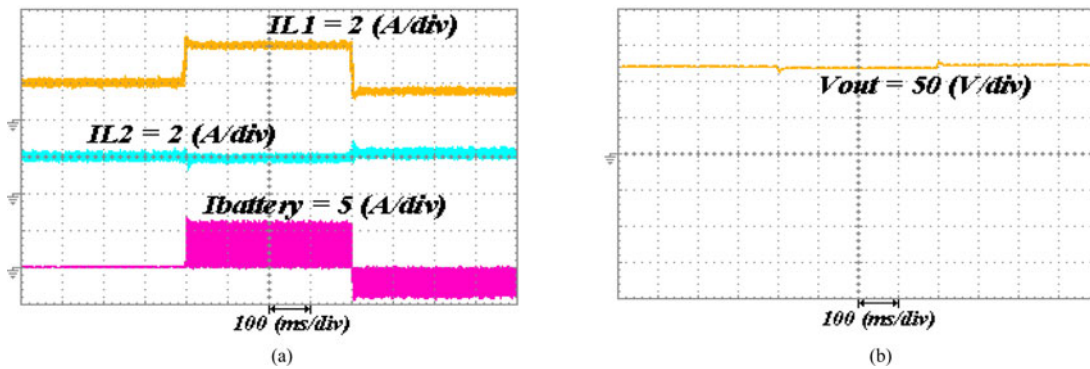 IL1 = 2 (A/div)
IL2 = 2 (A/div)
Ibattery = 5 (A/div)
100 (ms/div)
(a)
Vout = 50 (V/div)
100 (ms/div)
(b)